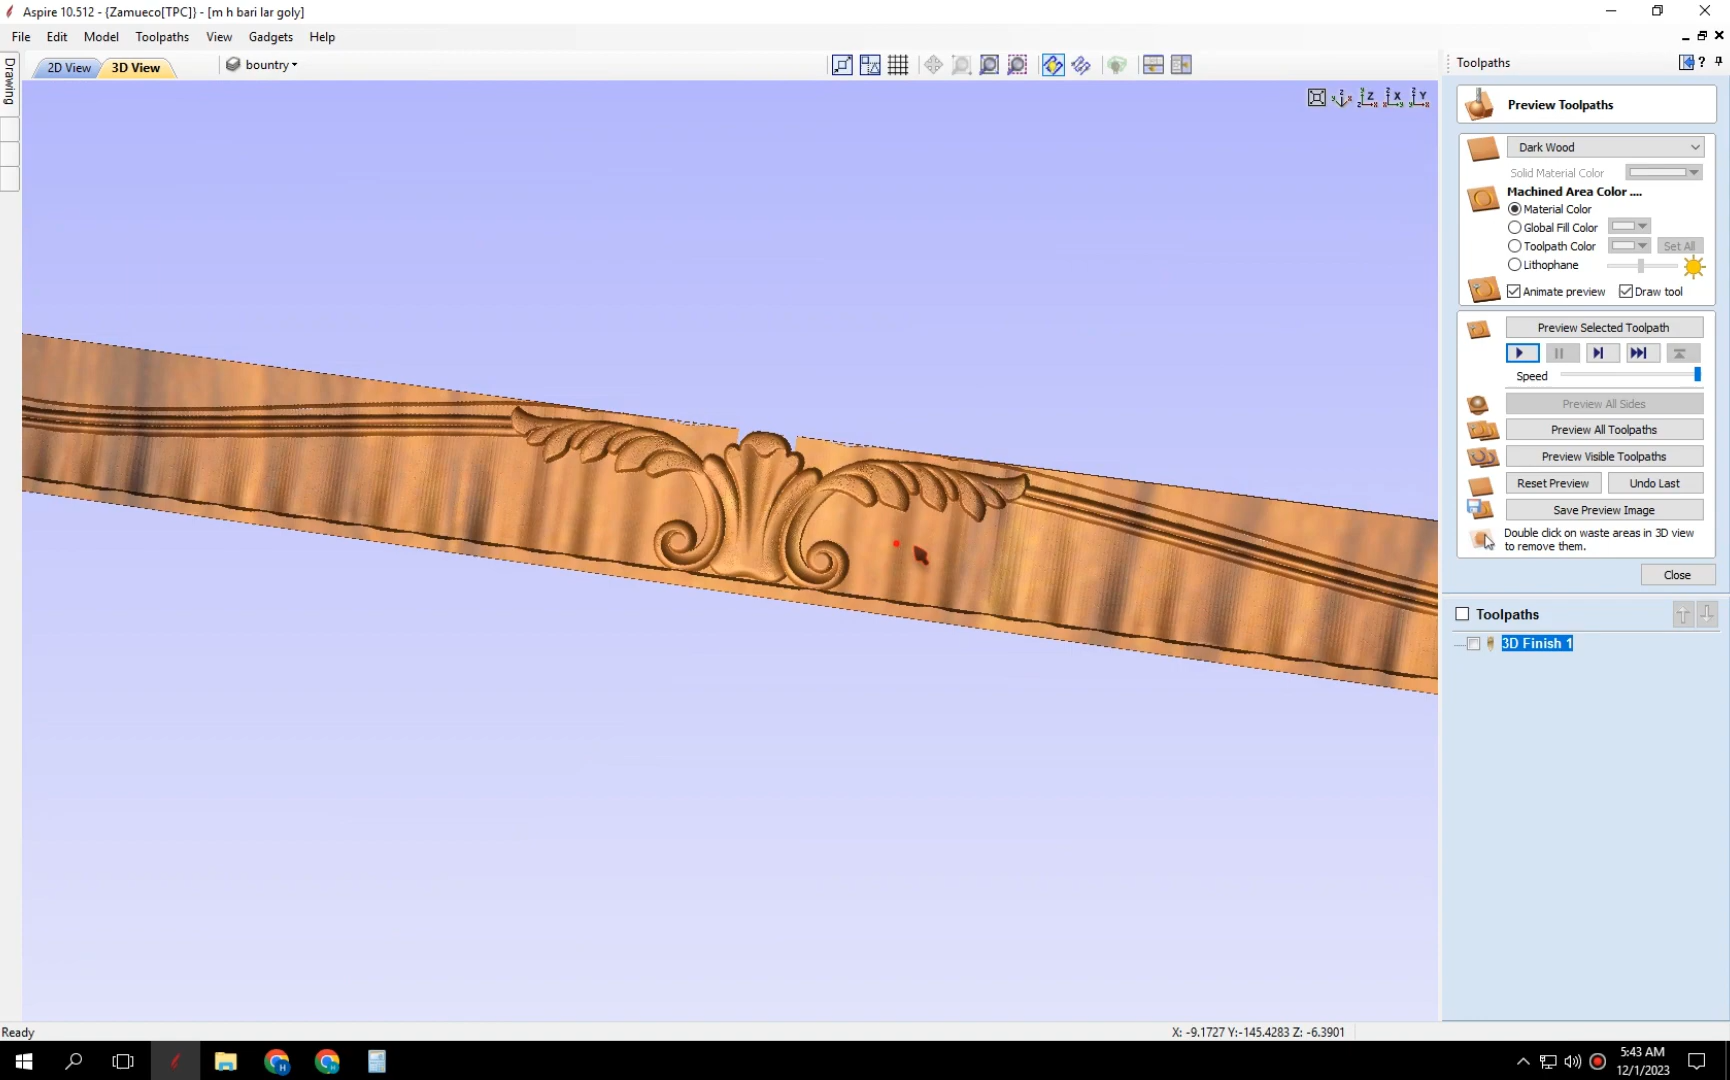 Aspire 10.512 - {Zamueco[TPC]} - [m h bari lar goly]
File Edit Model Toolpaths View Gadgets Help
Drawing
2D View 3D View bountry
Toolpaths ?
Preview Toolpaths
Dark Wood
Solid Material Color
Machined Area Color ....
Material Color
Global Fill Color
Toolpath Color Set All
Lithophane
Animate preview Draw tool
Preview Selected Toolpath
Speed
Preview All Sides
Preview All Toolpaths
Preview Visible Toolpaths
Reset Preview Undo Last
Save Preview Image
Double click on waste areas in 3D view
to remove them.
Close
Toolpaths
3D Finish 1
Ready X: -9.1727 Y:-145.4283 Z: -6.3901
5:43 AM
12/1/2023